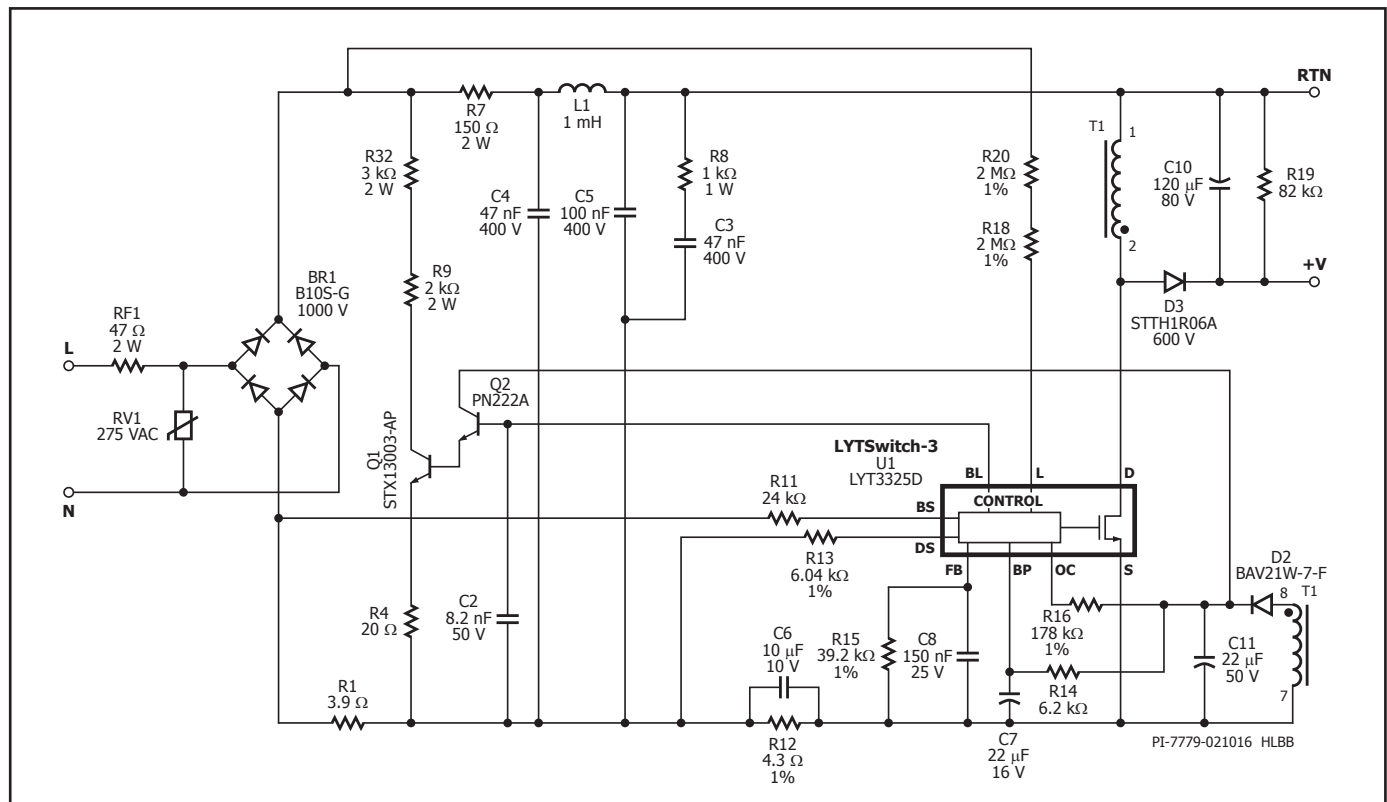 RTN
R7
150 Ω
2 W
L1
1 mH
T1
1
2
R32
3 kΩ
2 W
R8
1 kΩ
1 W
R20
2 MΩ
1%
C10
120 μF
80 V
R19
82 kΩ
C4
47 nF
400 V
C5
100 nF
400 V
C3
47 nF
400 V
R18
2 MΩ
1%
BR1
B10S-G
1000 V
R9
2 kΩ
2 W
+V
D3
STTH1R06A
600 V
RF1
47 Ω
2 W
L
RV1
275 VAC
N
Q2
PN222A
Q1
STX13003-AP
LYTSwitch-3
U1
LYT3325D
BL
L
D
CONTROL
BS
DS
FB
BP
OC
S
R11
24 kΩ
R13
6.04 kΩ
1%
D2
BAV21W-7-F
8
T1
7
R4
20 Ω
C2
8.2 nF
50 V
C6
10 μF
10 V
R15
39.2 kΩ
1%
C8
150 nF
25 V
R16
178 kΩ
1%
R14
6.2 kΩ
C11
22 μF
50 V
R1
3.9 Ω
R12
4.3 Ω
1%
C7
22 μF
16 V
PI-7779-021016 HLBB